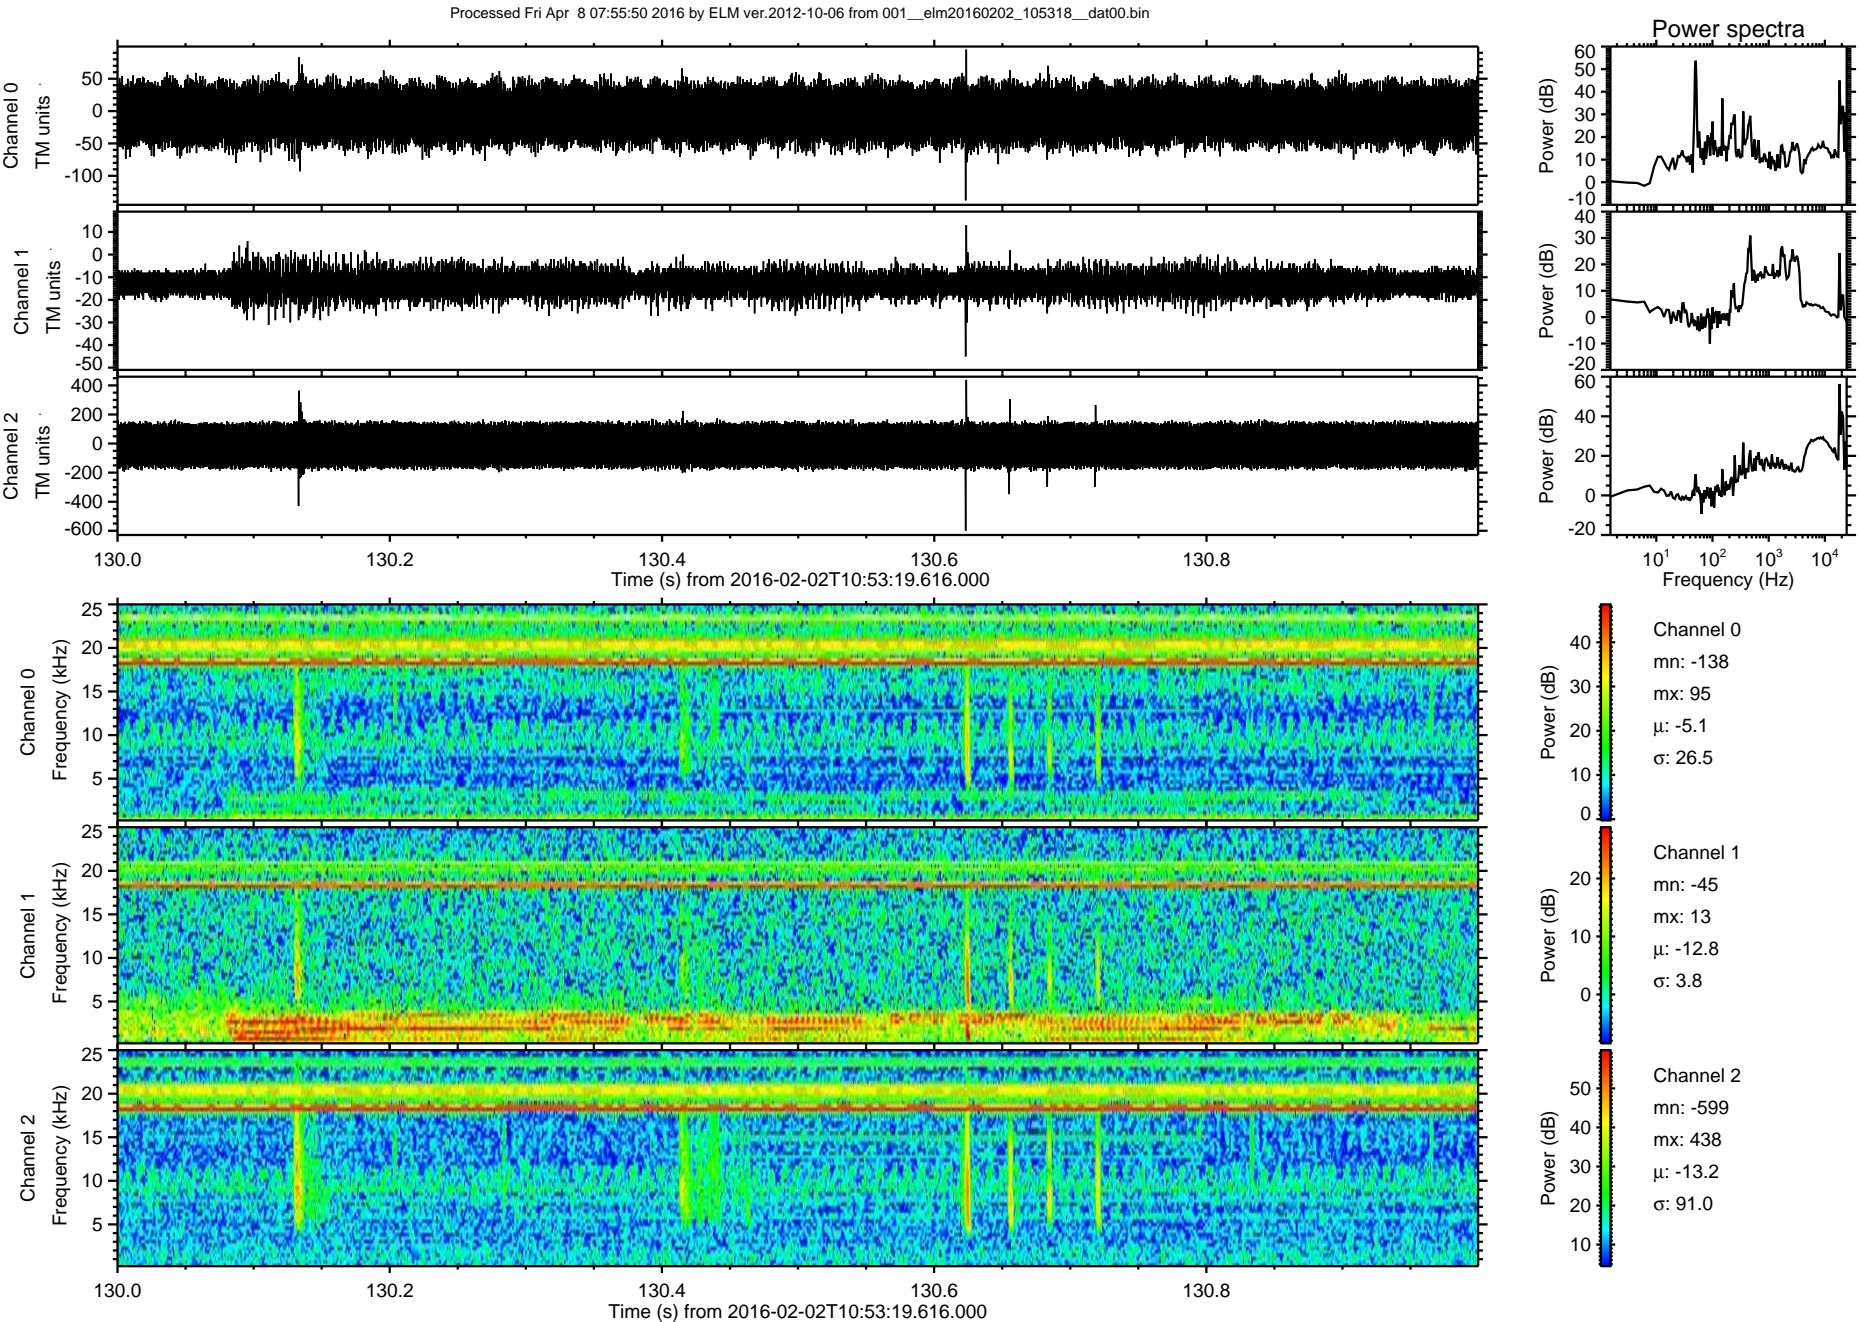 Processed Fri Apr  8 07:55:50 2016 by ELM ver.2012-10-06 from 001__elm20160202_105318__dat00.bin
Power spectra
Channel 0
TM units
50
0
-50
-100
Power (dB)
60
50
40
30
20
10
0
-10
Channel 1
TM units
10
0
-10
-20
-30
-40
-50
Power (dB)
40
30
20
10
0
-10
-20
Channel 2
TM units
400
200
0
-200
-400
-600
Power (dB)
60
40
20
0
-20
130.0 130.2 130.4 130.6 130.8
Time (s) from 2016-02-02T10:53:19.616.000
10¹ 10² 10³ 10⁴
Frequency (Hz)
Channel 0
Frequency (kHz)
25
20
15
10
5
Power (dB)
40
30
20
10
0
Channel 0
mn: -138
mx: 95
µ: -5.1
σ: 26.5
Channel 1
Frequency (kHz)
25
20
15
10
5
Power (dB)
20
10
0
Channel 1
mn: -45
mx: 13
µ: -12.8
σ: 3.8
Channel 2
Frequency (kHz)
25
20
15
10
5
Power (dB)
50
40
30
20
10
Channel 2
mn: -599
mx: 438
µ: -13.2
σ: 91.0
130.0 130.2 130.4 130.6 130.8
Time (s) from 2016-02-02T10:53:19.616.000